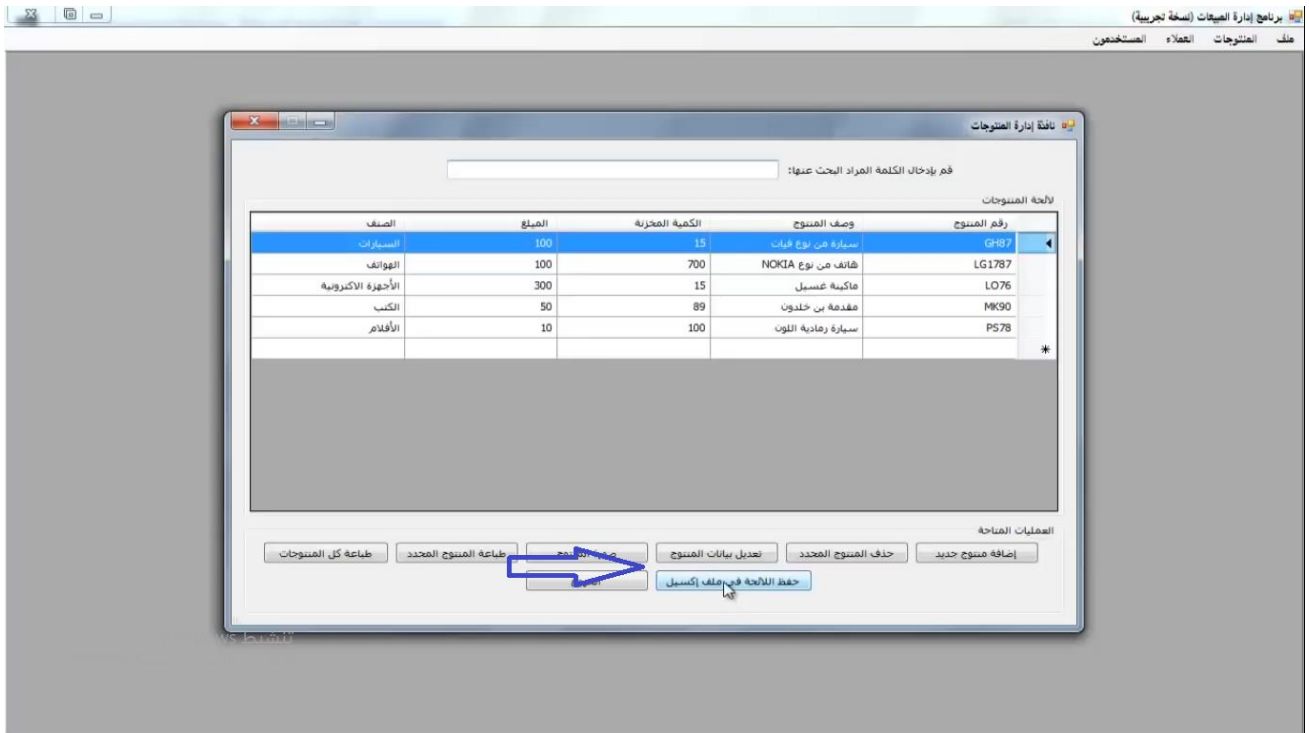 برنامج إدارة المبيعات (نسخة تجريبية)
ملف المنتوجات العملاء المستخدمون
نافذة إدارة المنتوجات
قم بإدخال الكلمة المراد البحث عنها:
لائحة المنتوجات
رقم المنتوج وصف المنتوج الكمية المخزنة المبلغ الصنف
GH87 سيارة من نوع فيات 15 100 السيارات
LG1787 هاتف من نوع NOKIA 700 100 الهواتف
LO76 ماكينة غسيل 15 300 الأجهزة الاكترونية
MK90 مقدمة بن خلدون 89 50 الكتب
PS78 سيارة رمادية اللون 100 10 الأفلام
العمليات المتاحة
إضافة منتوج جديد حذف المنتوج المحدد تعديل بيانات المنتوج طباعة المنتوج المحدد طباعة كل المنتوجات
حفظ اللائحة في ملف إكسيل
تنشيط ws